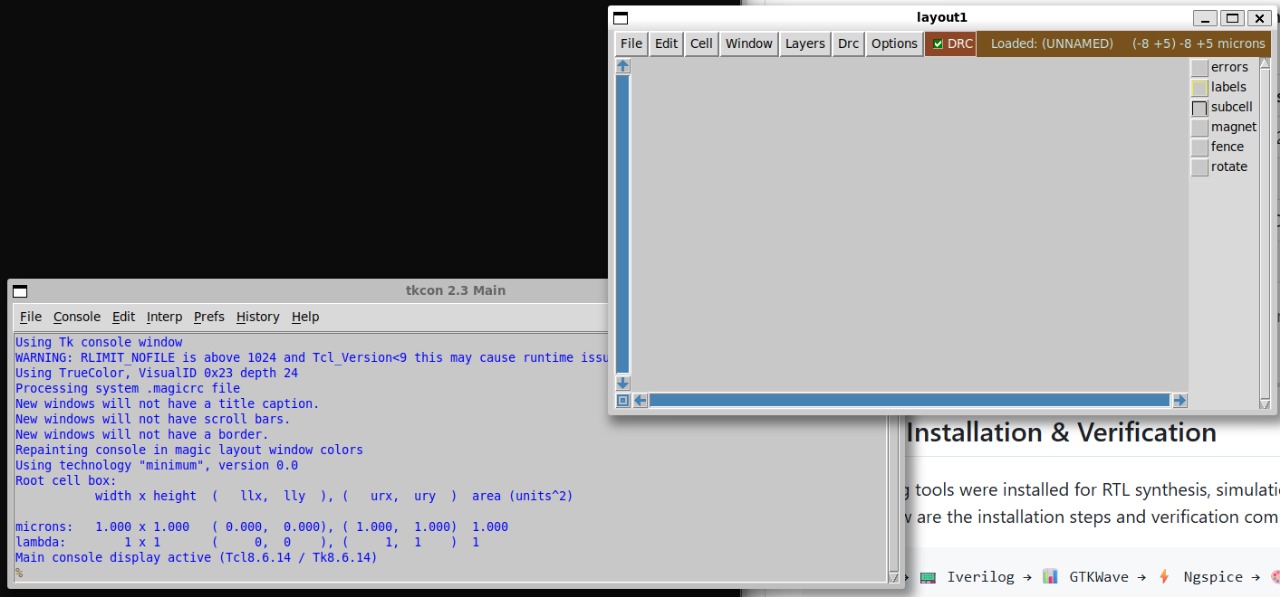 layout1
File Edit Cell Window Layers Drc Options DRC Loaded: (UNNAMED) (-8 +5) -8 +5 microns
errors
labels
subcell
magnet
fence
rotate
tkcon 2.3 Main
File Console Edit Interp Prefs History Help
Using Tk console window
WARNING: RLIMIT_NOFILE is above 1024 and Tcl_Version<9 this may cause runtime issu
Using TrueColor, VisualID 0x23 depth 24
Processing system .magicrc file
New windows will not have a title caption.
New windows will not have scroll bars.
New windows will not have a border.
Repainting console in magic layout window colors
Using technology "minimum", version 0.0
Root cell box:
width x height ( llx, lly ), ( urx, ury ) area (units^2)
microns: 1.000 x 1.000 ( 0.000, 0.000), ( 1.000, 1.000) 1.000
lambda: 1 x 1 ( 0, 0 ), ( 1, 1 ) 1
Main console display active (Tcl8.6.14 / Tk8.6.14)
%
Installation & Verification
g tools were installed for RTL synthesis, simulati
w are the installation steps and verification com
→ Iverilog → GTKWave → Ngspice →